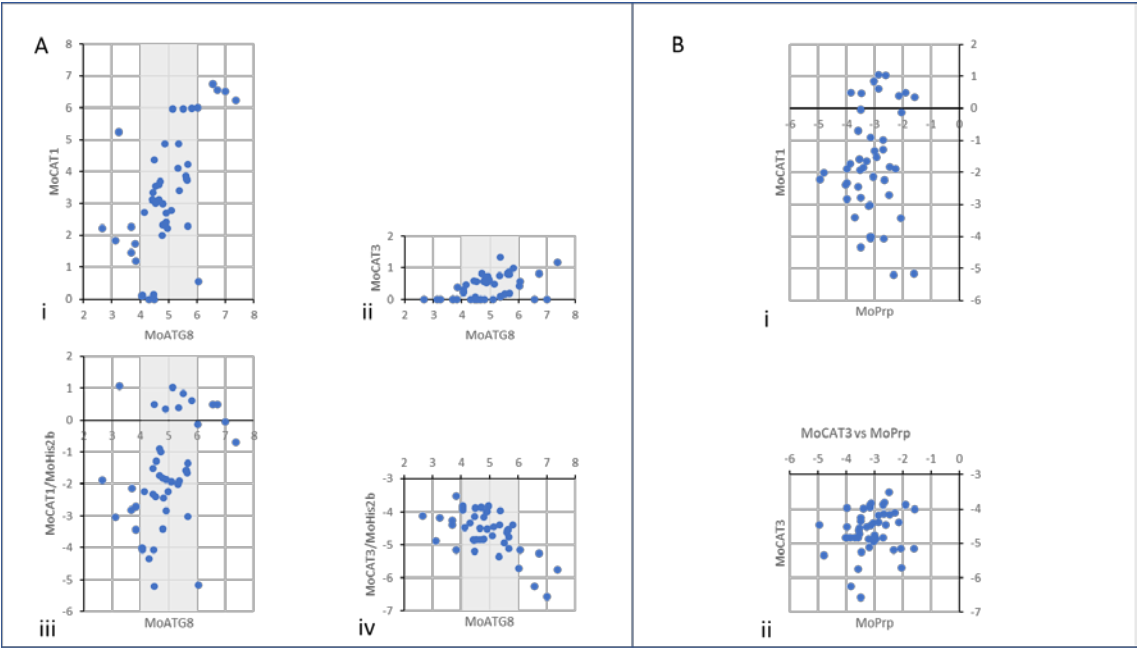 A
8
7
6
5
4
3
2
1
0
MoCAT1
2 3 4 5 6 7 8
i
MoATG8
MoCAT3
2
1
0
2 3 4 5 6 7 8
ii
MoATG8
2
1
0
-1
-2
-3
-4
-5
-6
2 3 4 5 6 7 8
MoCAT1/MoHis2b
iii
MoATG8
2 3 4 5 6 7 8
-3
-4
-5
-6
-7
MoCAT3/MoHis2b
iv
MoATG8
B
2
1
0
-1
-2
-3
-4
-5
-6
-6 -5 -4 -3 -2 -1 0
MoCAT1
i
MoPrp
MoCAT3 vs MoPrp
-6 -5 -4 -3 -2 -1 0
-3
-4
-5
-6
-7
MoCAT3
ii
MoPrp